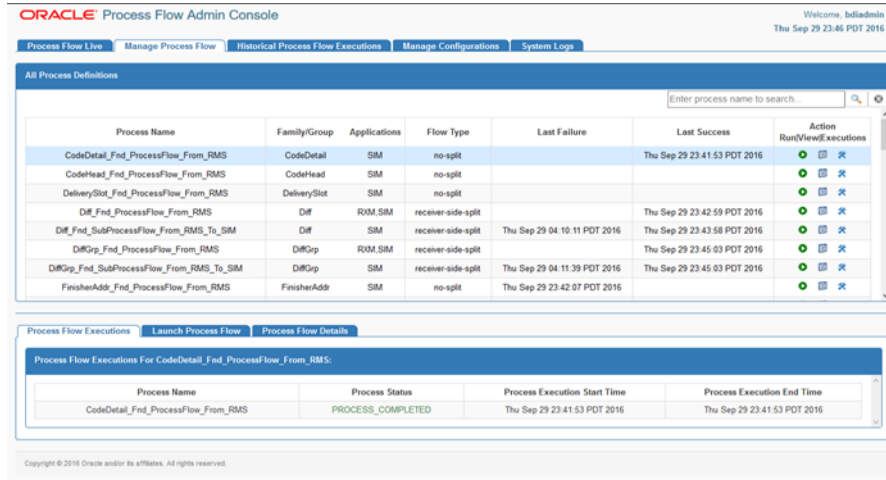 ORACLE Process Flow Admin Console
Welcome, bdiadmin
Thu Sep 29 23:46 PDT 2016
Process Flow Live Manage Process Flow Historical Process Flow Executions Manage Configurations System Logs
All Process Definitions
Enter process name to search...
Process Name Family/Group Applications Flow Type Last Failure Last Success Action
Run|View|Executions
CodeDetail_Fnd_ProcessFlow_From_RMS CodeDetail SIM no-split Thu Sep 29 23:41:53 PDT 2016
CodeHead_Fnd_ProcessFlow_From_RMS CodeHead SIM no-split
DeliverySlot_Fnd_ProcessFlow_From_RMS DeliverySlot SIM no-split
Diff_Fnd_ProcessFlow_From_RMS Diff RXM,SIM receiver-side-split Thu Sep 29 23:42:59 PDT 2016
Diff_Fnd_SubProcessFlow_From_RMS_To_SIM Diff SIM receiver-side-split Thu Sep 29 04:10:11 PDT 2016 Thu Sep 29 23:43:58 PDT 2016
DiffGrp_Fnd_ProcessFlow_From_RMS DiffGrp RXM,SIM receiver-side-split Thu Sep 29 23:45:03 PDT 2016
DiffGrp_Fnd_SubProcessFlow_From_RMS_To_SIM DiffGrp SIM receiver-side-split Thu Sep 29 04:11:39 PDT 2016 Thu Sep 29 23:45:03 PDT 2016
FinisherAddr_Fnd_ProcessFlow_From_RMS FinisherAddr SIM no-split Thu Sep 29 23:42:07 PDT 2016
Process Flow Executions Launch Process Flow Process Flow Details
Process Flow Executions For CodeDetail_Fnd_ProcessFlow_From_RMS:
Process Name Process Status Process Execution Start Time Process Execution End Time
CodeDetail_Fnd_ProcessFlow_From_RMS PROCESS_COMPLETED Thu Sep 29 23:41:53 PDT 2016 Thu Sep 29 23:41:53 PDT 2016
Copyright © 2016 Oracle and/or its affiliates. All rights reserved.